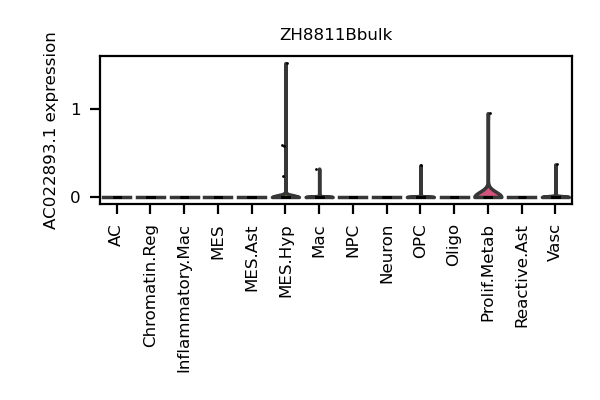 ZH8811Bbulk
AC022893.1 expression
1
0
AC
Chromatin.Reg
Inflammatory.Mac
MES
MES.Ast
MES.Hyp
Mac
NPC
Neuron
OPC
Oligo
Prolif.Metab
Reactive.Ast
Vasc